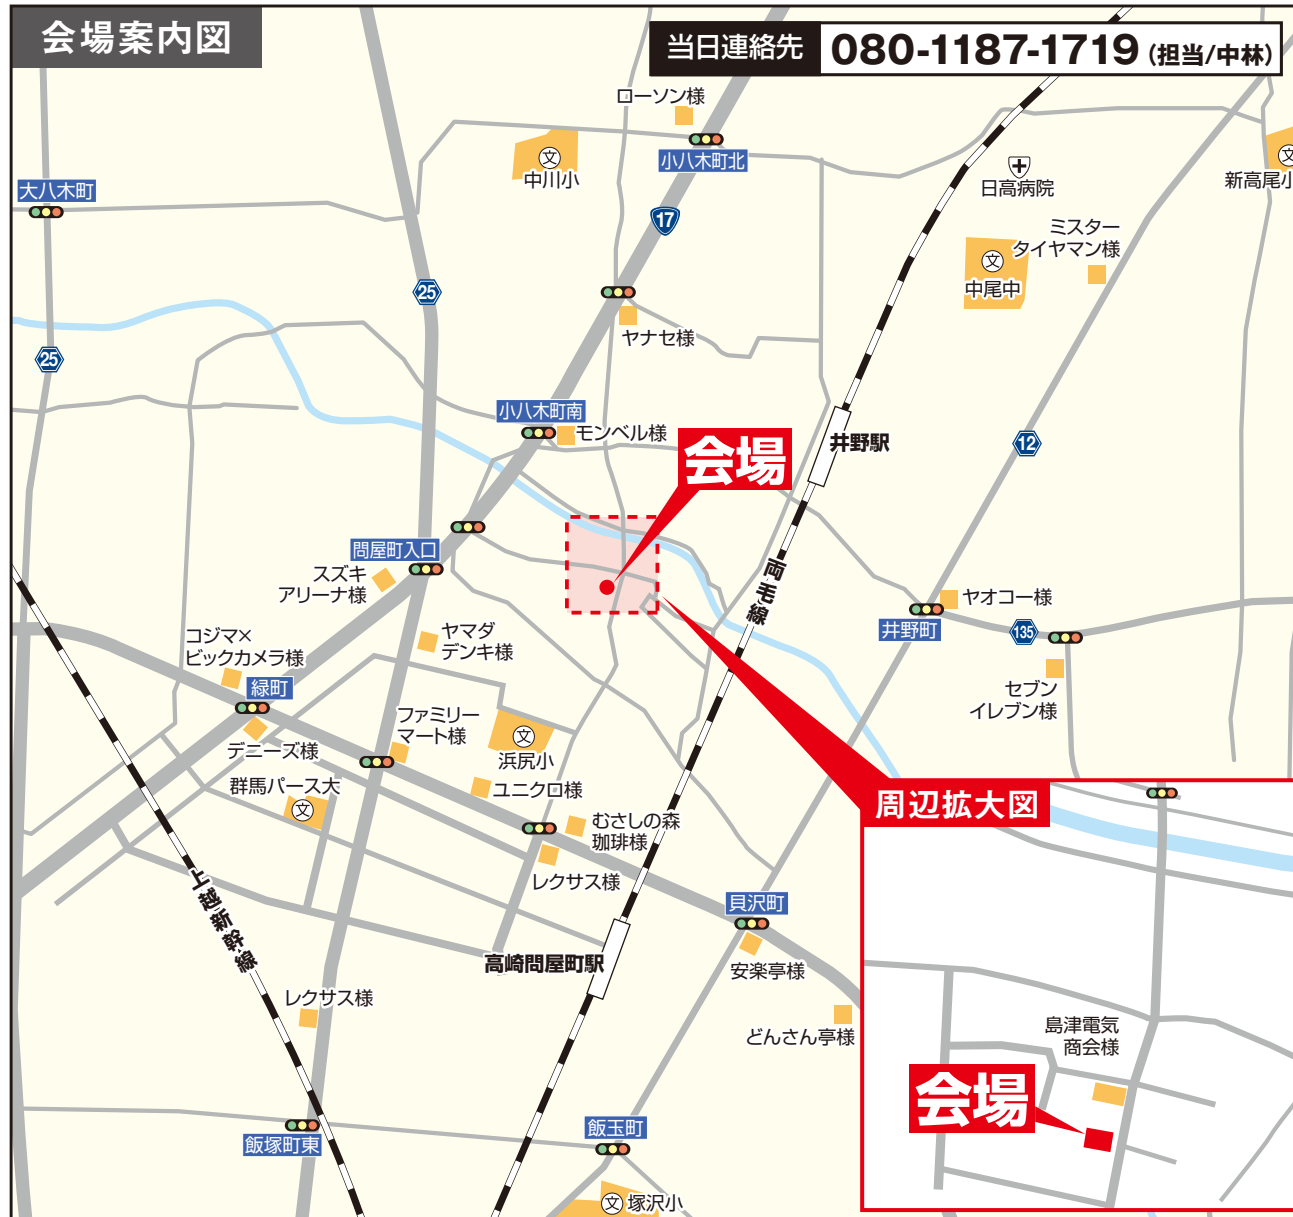 会場案内図
当日連絡先 080-1187-1719 (担当/中林)
ローソン様
小八木町北
中川小
文
大八木町
日高病院
文
新高尾小
17
ミスター
タイヤマン様
文
中尾中
25
ヤナセ様
25
小八木町南
モンベル様
会場
井野駅
12
問屋町入口
スズキ
アリーナ様
両毛線
ヤオコー様
井野町
135
コジマ×
ビックカメラ様
ヤマダ
デンキ様
緑町
セブン
イレブン様
ファミリー
マート様
デニーズ様
文
浜尻小
群馬パース大
文
ユニクロ様
むさしの森
珈琲様
レクサス様
上越新幹線
貝沢町
高崎問屋町駅
安楽亭様
レクサス様
どんさん亭様
飯塚町東
飯玉町
文
塚沢小
周辺拡大図
島津電気
商会様
会場